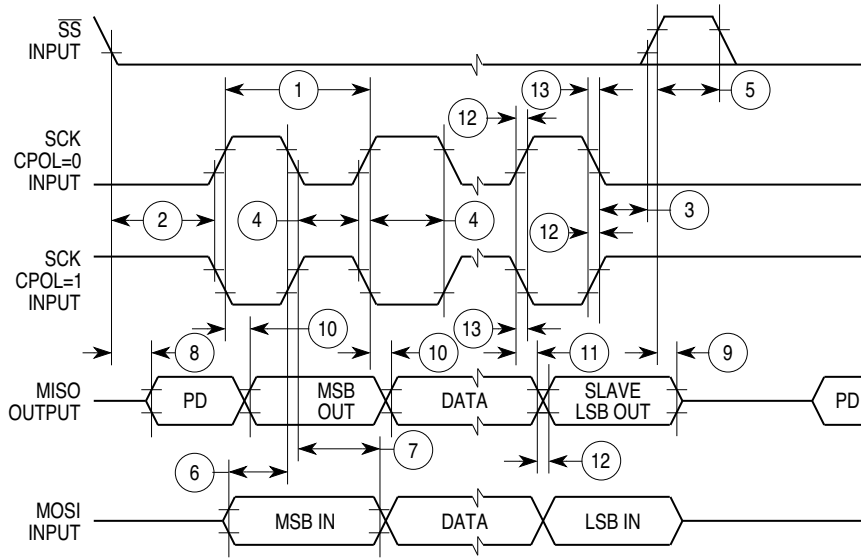 SS
INPUT
1
13
5
12
SCK
CPOL=0
INPUT
2
4
4
3
12
SCK
CPOL=1
INPUT
8
10
10
13
11
9
MISO
OUTPUT
PD
MSB
OUT
DATA
SLAVE
LSB OUT
PD
6
7
12
MOSI
INPUT
MSB IN
DATA
LSB IN